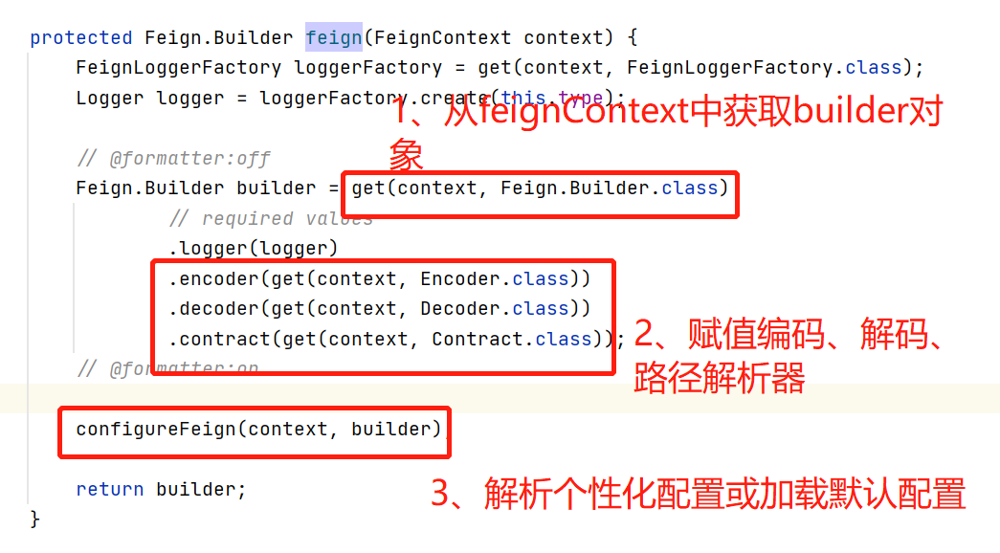 protected Feign.Builder feign(FeignContext context) {
FeignLoggerFactory loggerFactory = get(context, FeignLoggerFactory.class);
Logger logger = loggerFactory.create(this.type);
1、从feignContext中获取builder对
象
// @formatter:off
Feign.Builder builder = get(context, Feign.Builder.class)
// required values
.logger(logger)
.encoder(get(context, Encoder.class))
.decoder(get(context, Decoder.class))
.contract(get(context, Contract.class));
2、赋值编码、解码、
路径解析器
// @formatter:on
configureFeign(context, builder)
return builder;
3、解析个性化配置或加载默认配置
}